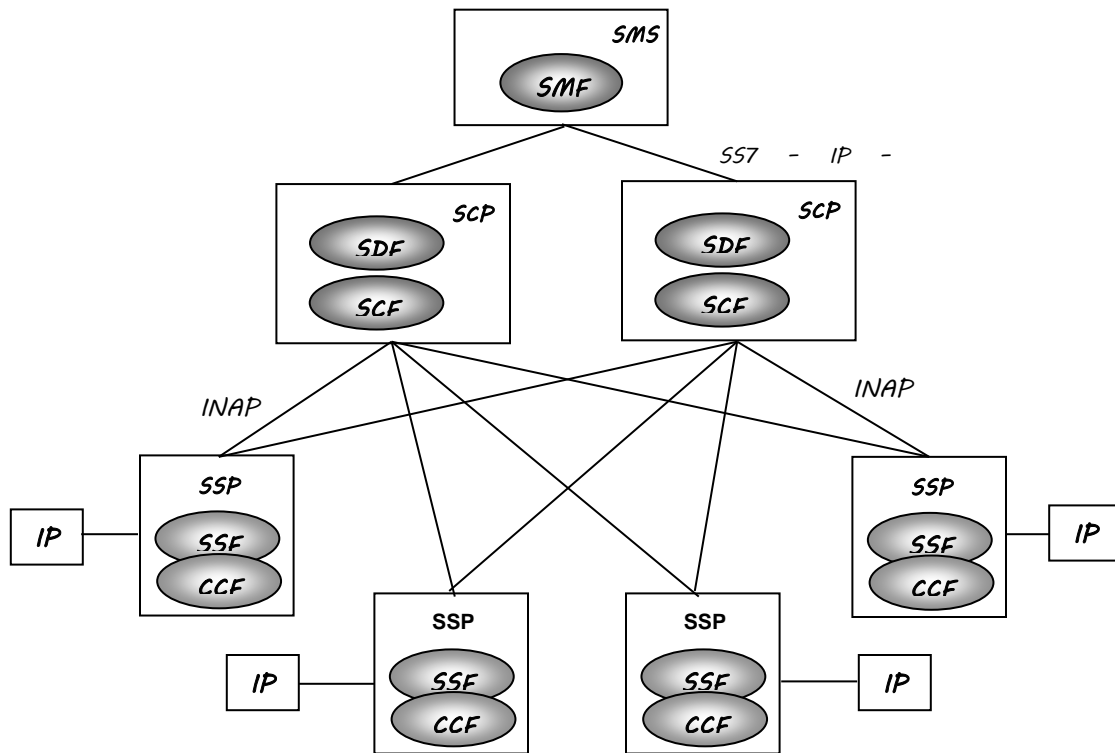 SMS
SMF
SS7 - IP -
SCP
SDF
SCF
SCP
SDF
SCF
INAP
INAP
SSP
SSF
CCF
IP
SSP
SSF
CCF
IP
SSP
SSF
CCF
IP
SSP
SSF
CCF
IP